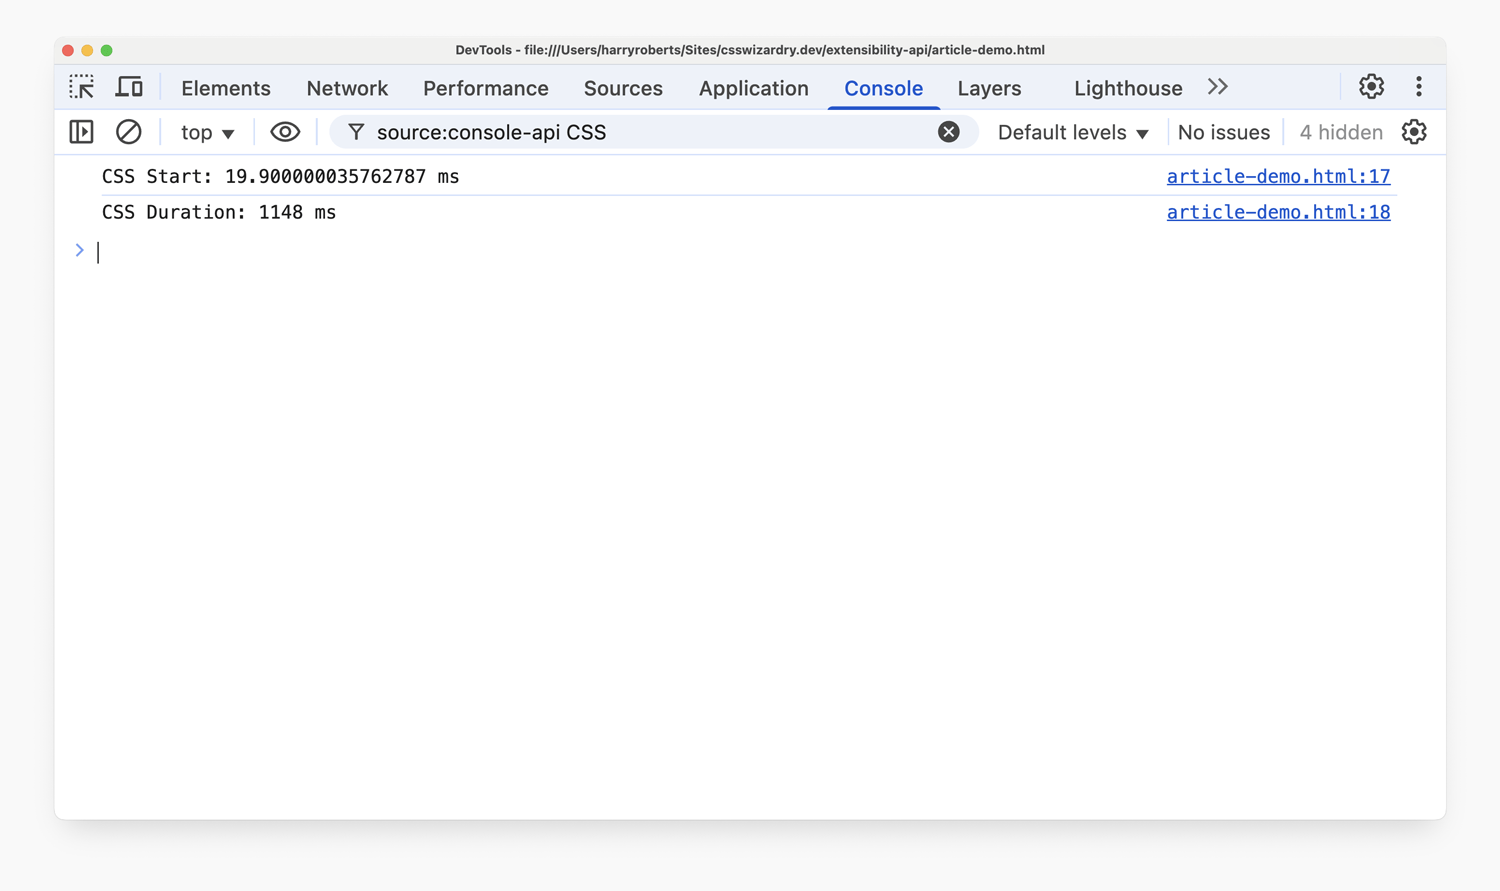 DevTools - file:///Users/harryroberts/Sites/csswizardry.dev/extensibility-api/article-demo.html
Elements Network Performance Sources Application Console Layers Lighthouse
top source:console-api CSS Default levels No issues 4 hidden
CSS Start: 19.900000035762787 ms article-demo.html:17
CSS Duration: 1148 ms article-demo.html:18